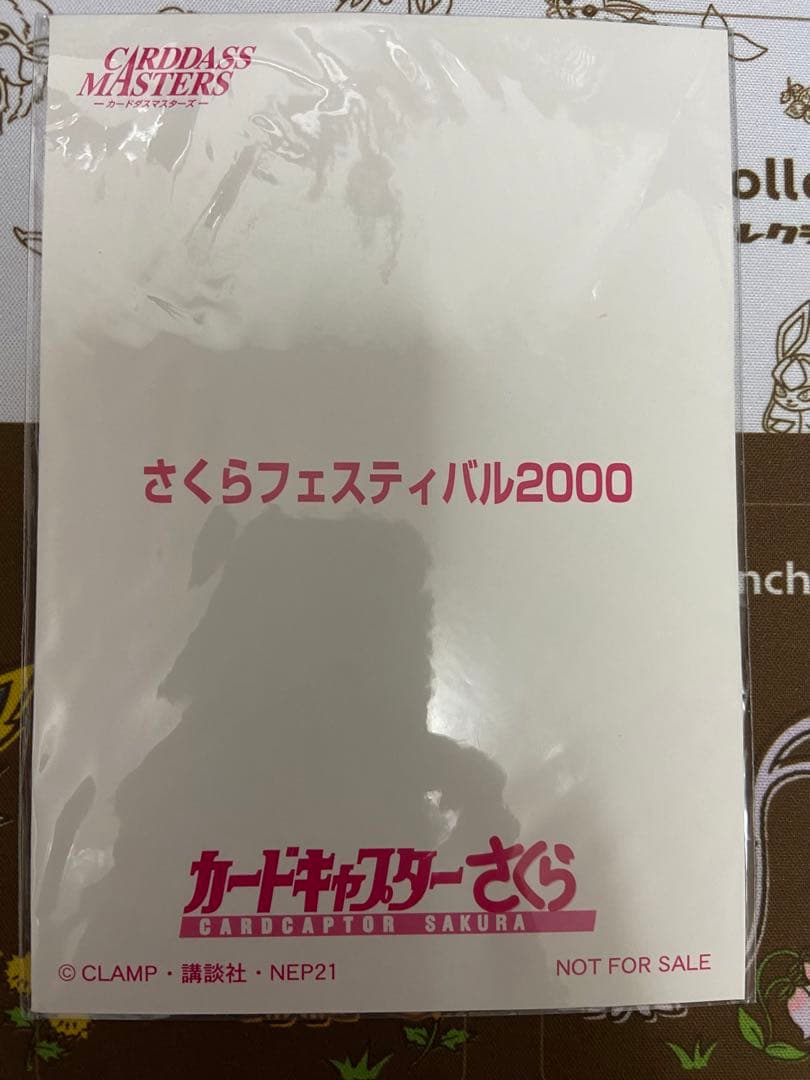 CARDDASS
MASTERS
カードダスマスターズ
さくらフェスティバル2000
カードキャプターさくら
CARDCAPTOR SAKURA
© CLAMP・講談社・NEP21
NOT FOR SALE